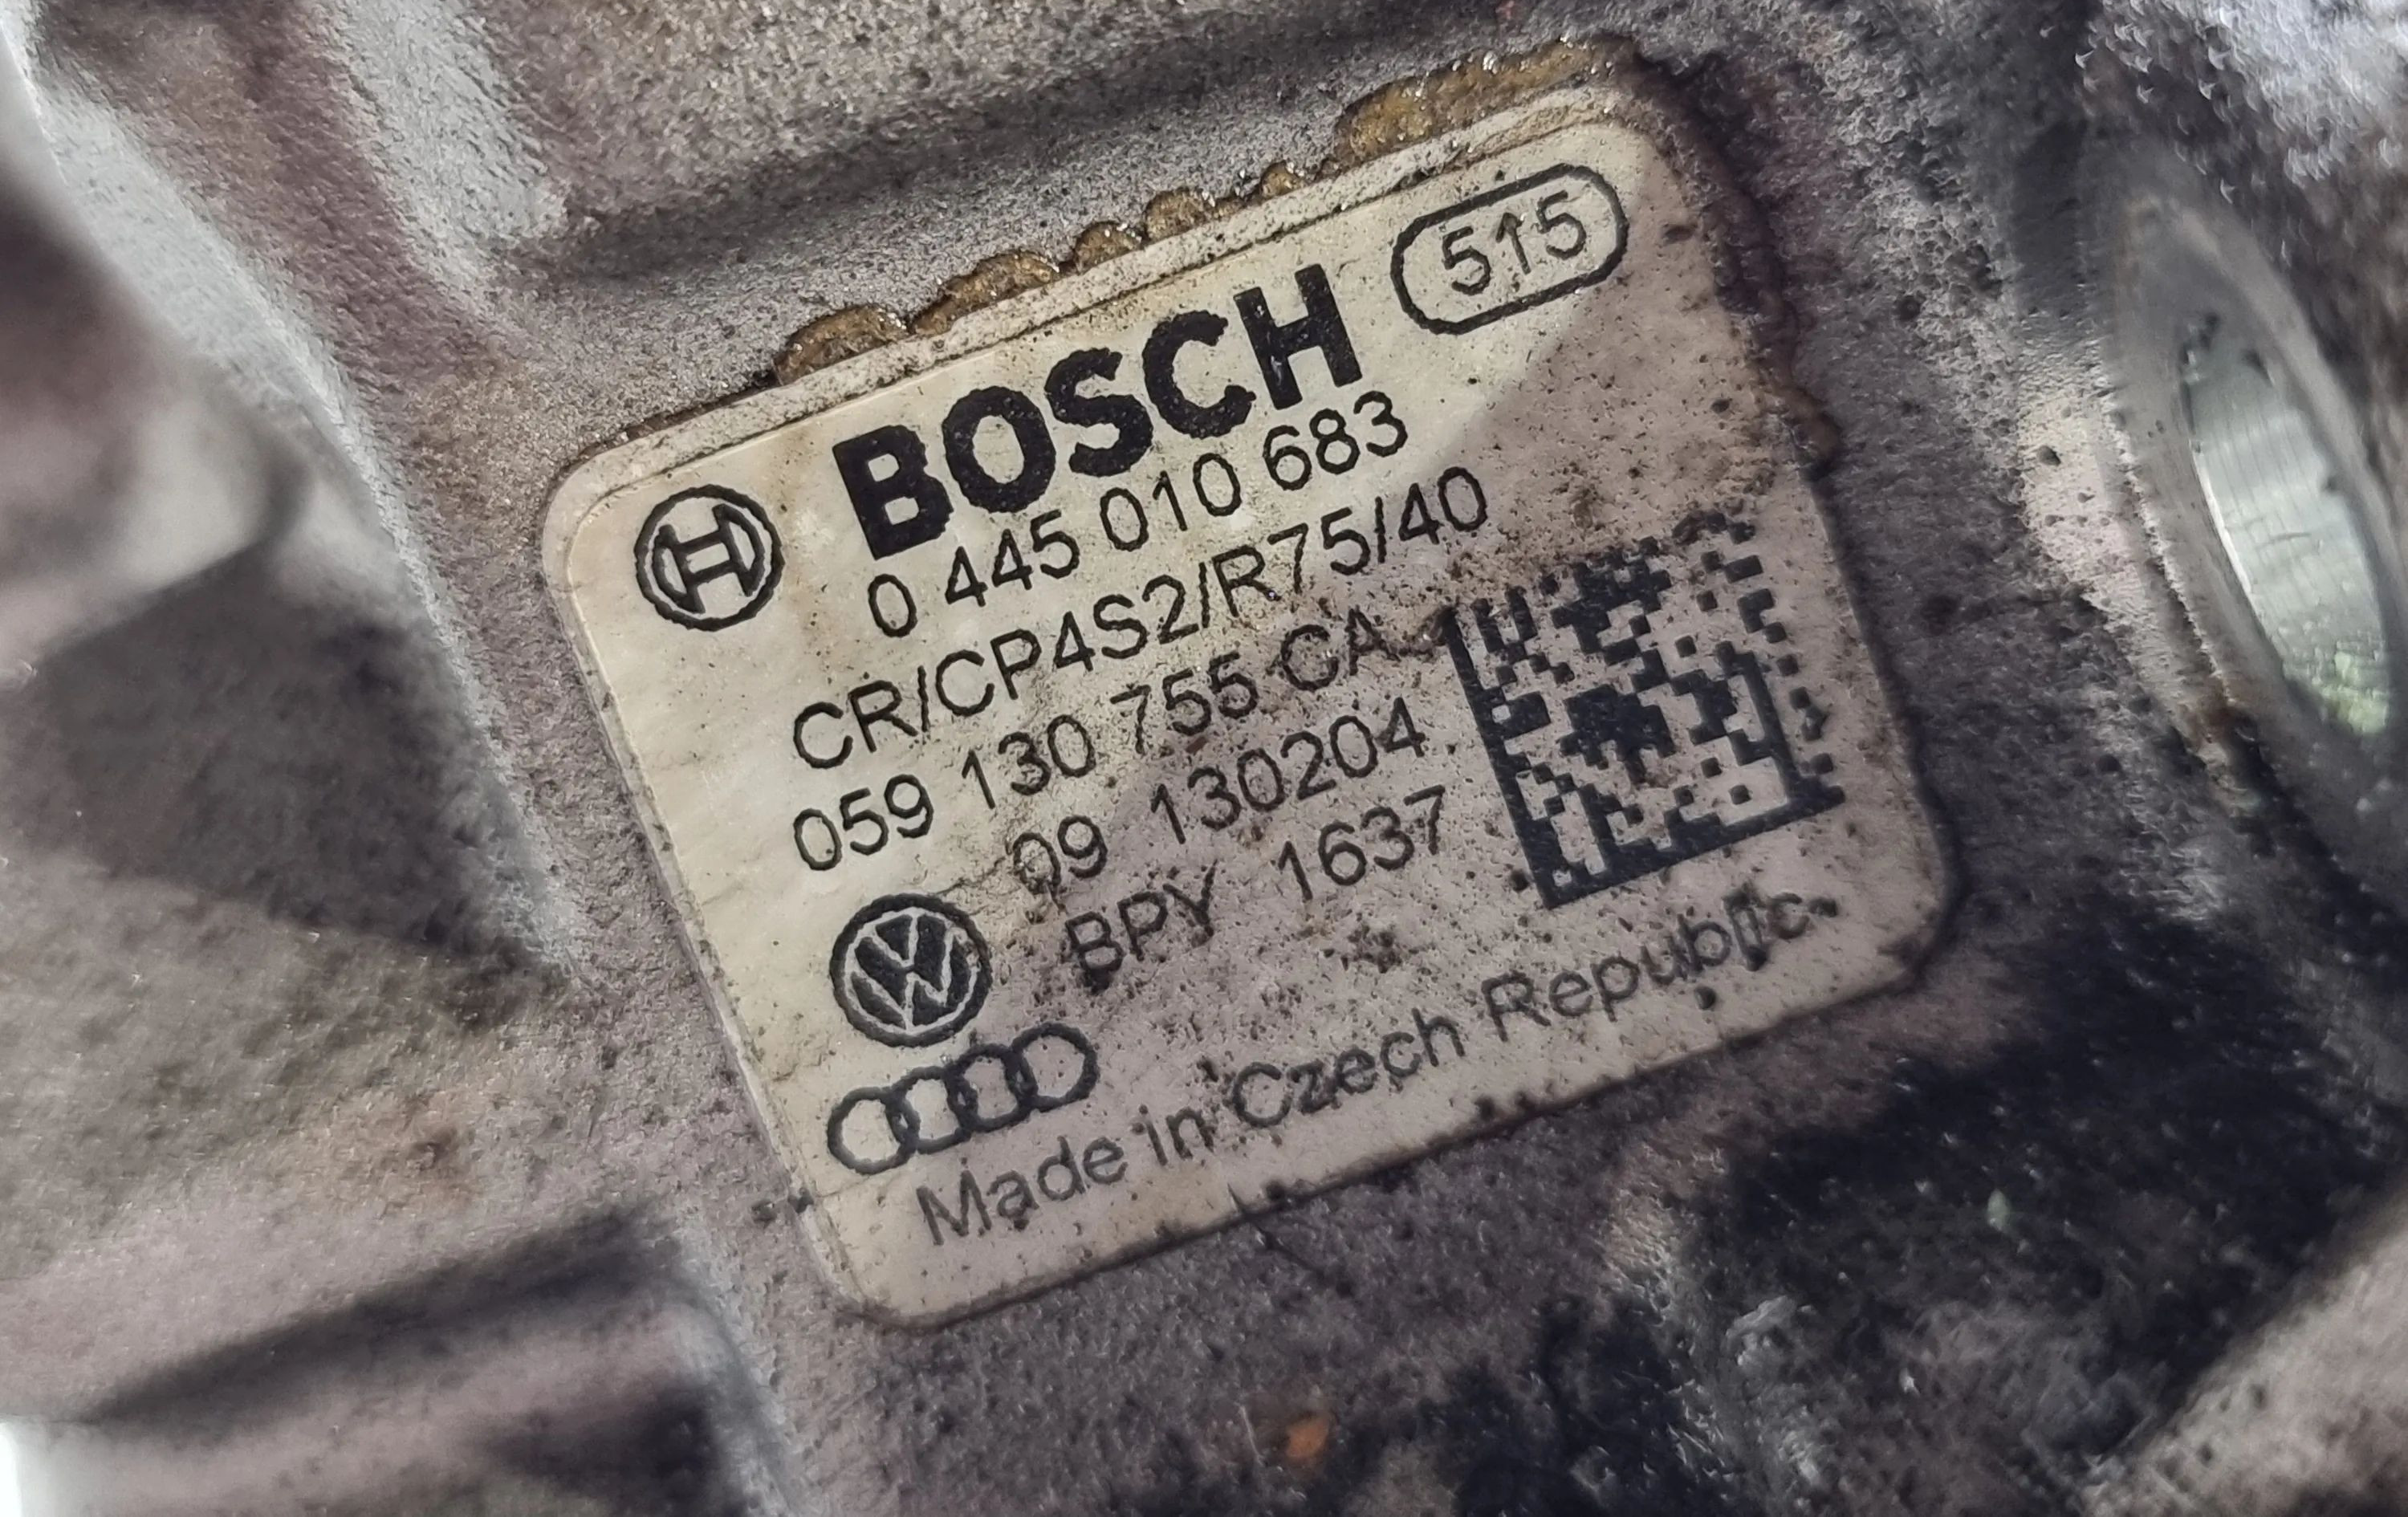 515
BOSCH
0 445 010 683
CR/CP4S2/R75/40
059 130 755 CA
09 130204
BPY 1637
Made in Czech Republic